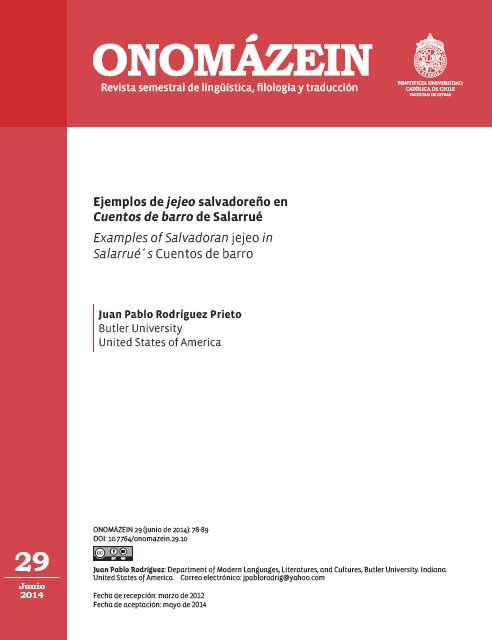 ONOMÁZEIN
Revista semestral de lingüística, filología y traducción
PONTIFICIA UNIVERSIDAD
CATÓLICA DE CHILE
FACULTAD DE LETRAS
Ejemplos de jejeo salvadoreño en
Cuentos de barro de Salarrué
Examples of Salvadoran jejeo in
Salarrué´s Cuentos de barro
Juan Pablo Rodríguez Prieto
Butler University
United States of America
ONOMÁZEIN 29 (junio de 2014): 78-89
DOI: 10.7764/onomazein.29.10
cc
Juan Pablo Rodríguez: Department of Modern Languages, Literatures, and Cultures, Butler University. Indiana.
United States of America. Correo electrónico: jpablorodrig@yahoo.com
Fecha de recepción: marzo de 2012
Fecha de aceptación: mayo de 2014
29
Junio
2014